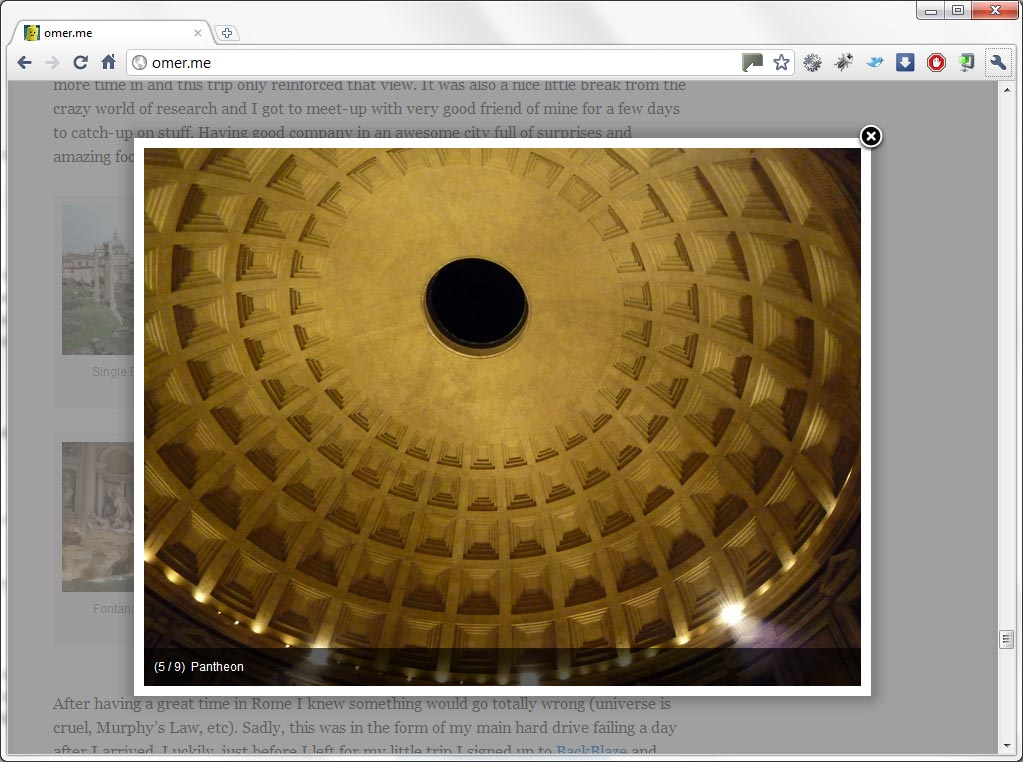 omer.me
omer.me
more time in and this trip only reinforced that view. It was also a nice little break from the
crazy world of research and I got to meet-up with very good friend of mine for a few days
to catch-up on stuff. Having good company in an awesome city full of surprises and
amazing foo
Single
Fontana
(5 / 9) Pantheon
After having a great time in Rome I knew something would go totally wrong (universe is
cruel, Murphy's Law, etc). Sadly, this was in the form of my main hard drive failing a day
after I arrived. Luckily, just before I left for my little trip I signed up to BackBlaze and